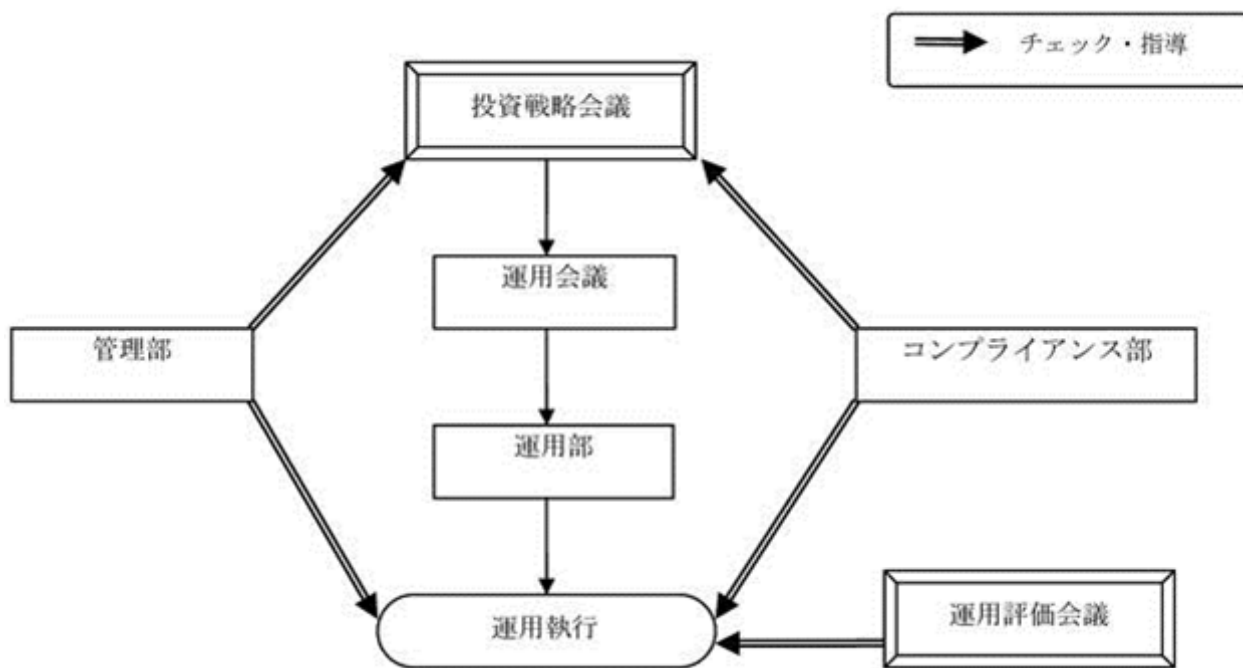 チェック・指導
投資戦略会議
運用会議
管理部
コンプライアンス部
運用部
運用執行
運用評価会議